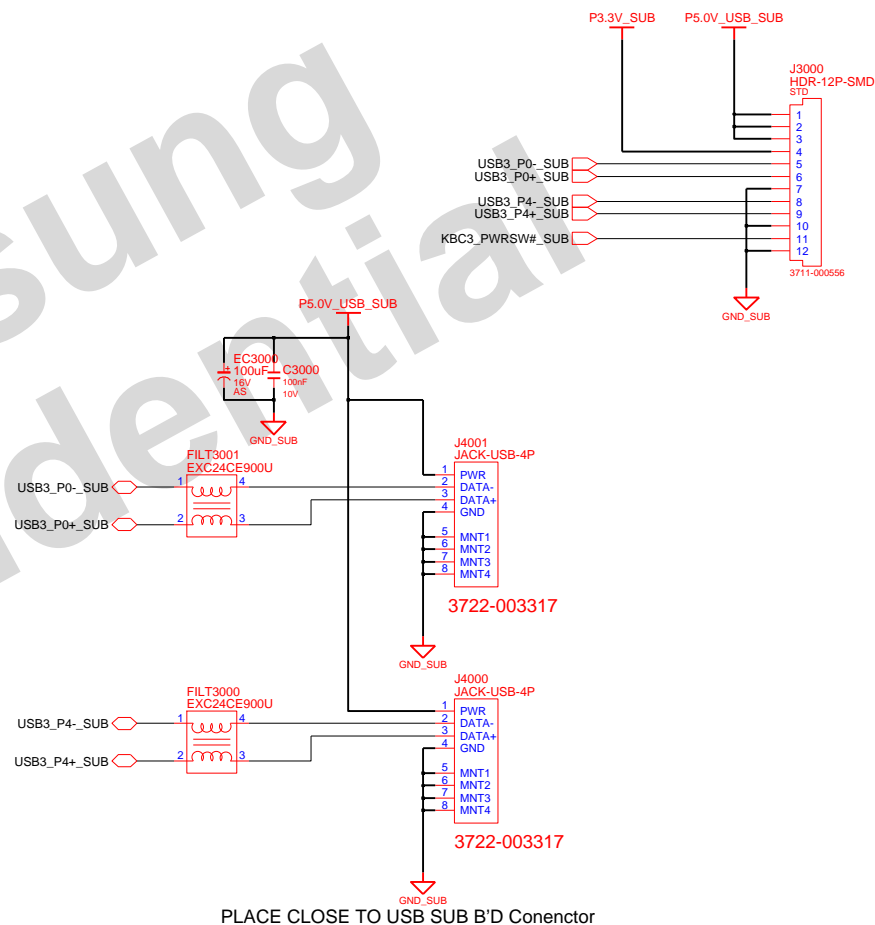 P3.3V_SUB
P5.0V_USB_SUB
J3000
HDR-12P-SMD
STD
1
2
3
4
USB3_P0-_SUB
5
USB3_P0+_SUB
6
7
USB3_P4-_SUB
8
USB3_P4+_SUB
9
10
KBC3_PWRSW#_SUB
11
12
3711-000556
GND_SUB
sung
idential
P5.0V_USB_SUB
EC3000
100uF
16V
AS
C3000
100nF
10V
GND_SUB
FILT3001
EXC24CE900U
USB3_P0-_SUB
1
4
USB3_P0+_SUB
2
3
J4001
JACK-USB-4P
1 PWR
2 DATA-
3 DATA+
4 GND
5 MNT1
6 MNT2
7 MNT3
8 MNT4
3722-003317
GND_SUB
FILT3000
EXC24CE900U
USB3_P4-_SUB
1
4
USB3_P4+_SUB
2
3
J4000
JACK-USB-4P
1 PWR
2 DATA-
3 DATA+
4 GND
5 MNT1
6 MNT2
7 MNT3
8 MNT4
3722-003317
GND_SUB
PLACE CLOSE TO USB SUB B'D Conenctor